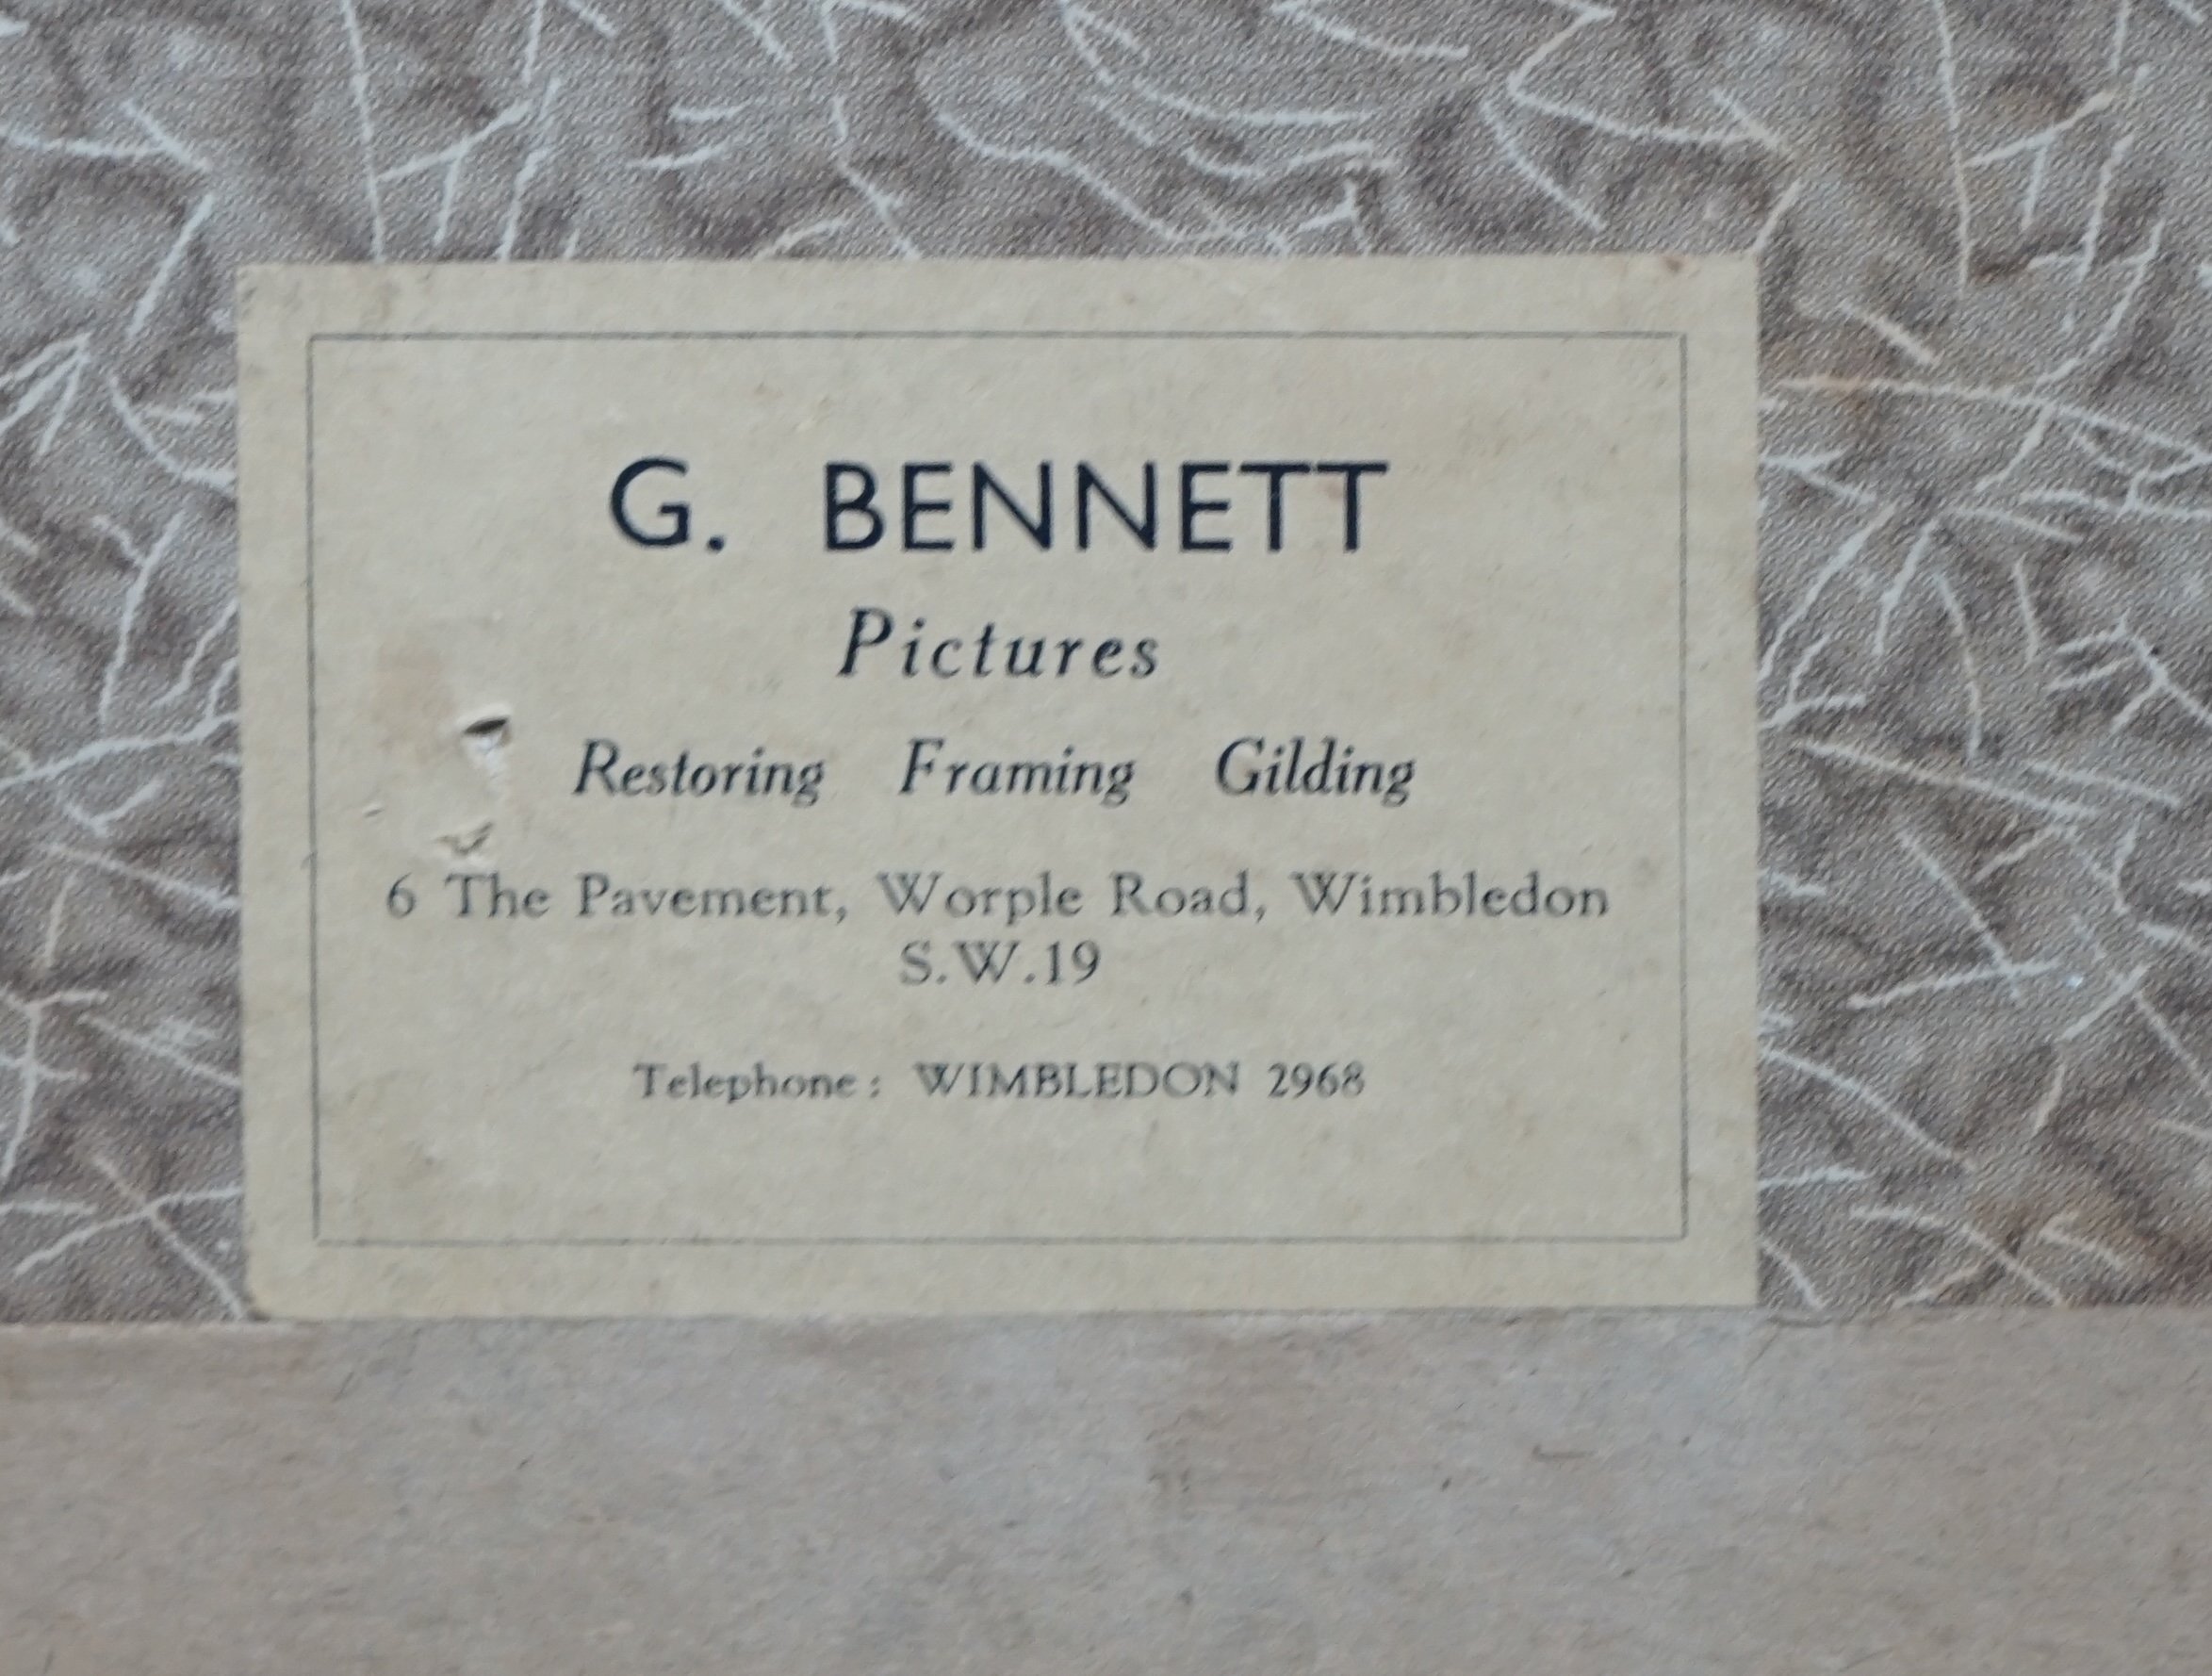 G. BENNETT
Pictures
Restoring Framing Gilding
6 The Pavement, Worple Road, Wimbledon
S.W.19
Telephone: WIMBLEDON 2968